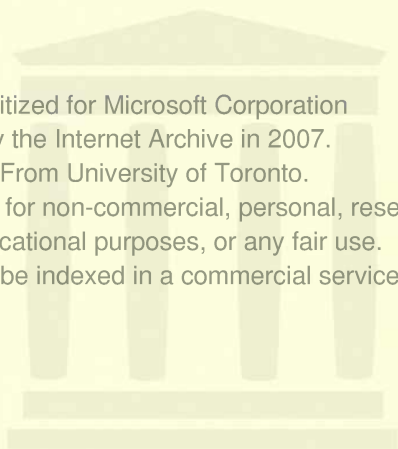 itized for Microsoft Corporation
the Internet Archive in 2007.
From University of Toronto.
for non-commercial, personal, rese
cational purposes, or any fair use.
be indexed in a commercial service